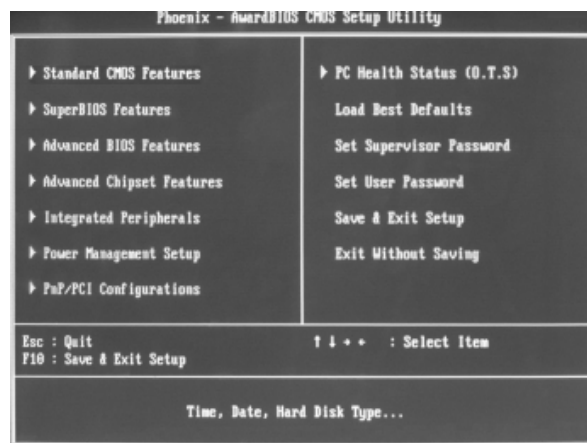 Phoenix - AwardBIOS CMOS Setup Utility
Standard CMOS Features
SuperBIOS Features
Advanced BIOS Features
Advanced Chipset Features
Integrated Peripherals
Power Management Setup
PnP/PCI Configurations
PC Health Status (O.T.S)
Load Best Defaults
Set Supervisor Password
Set User Password
Save & Exit Setup
Exit Without Saving
Esc : Quit
F10 : Save & Exit Setup
↑ ↓ → ← : Select Item
Time, Date, Hard Disk Type...